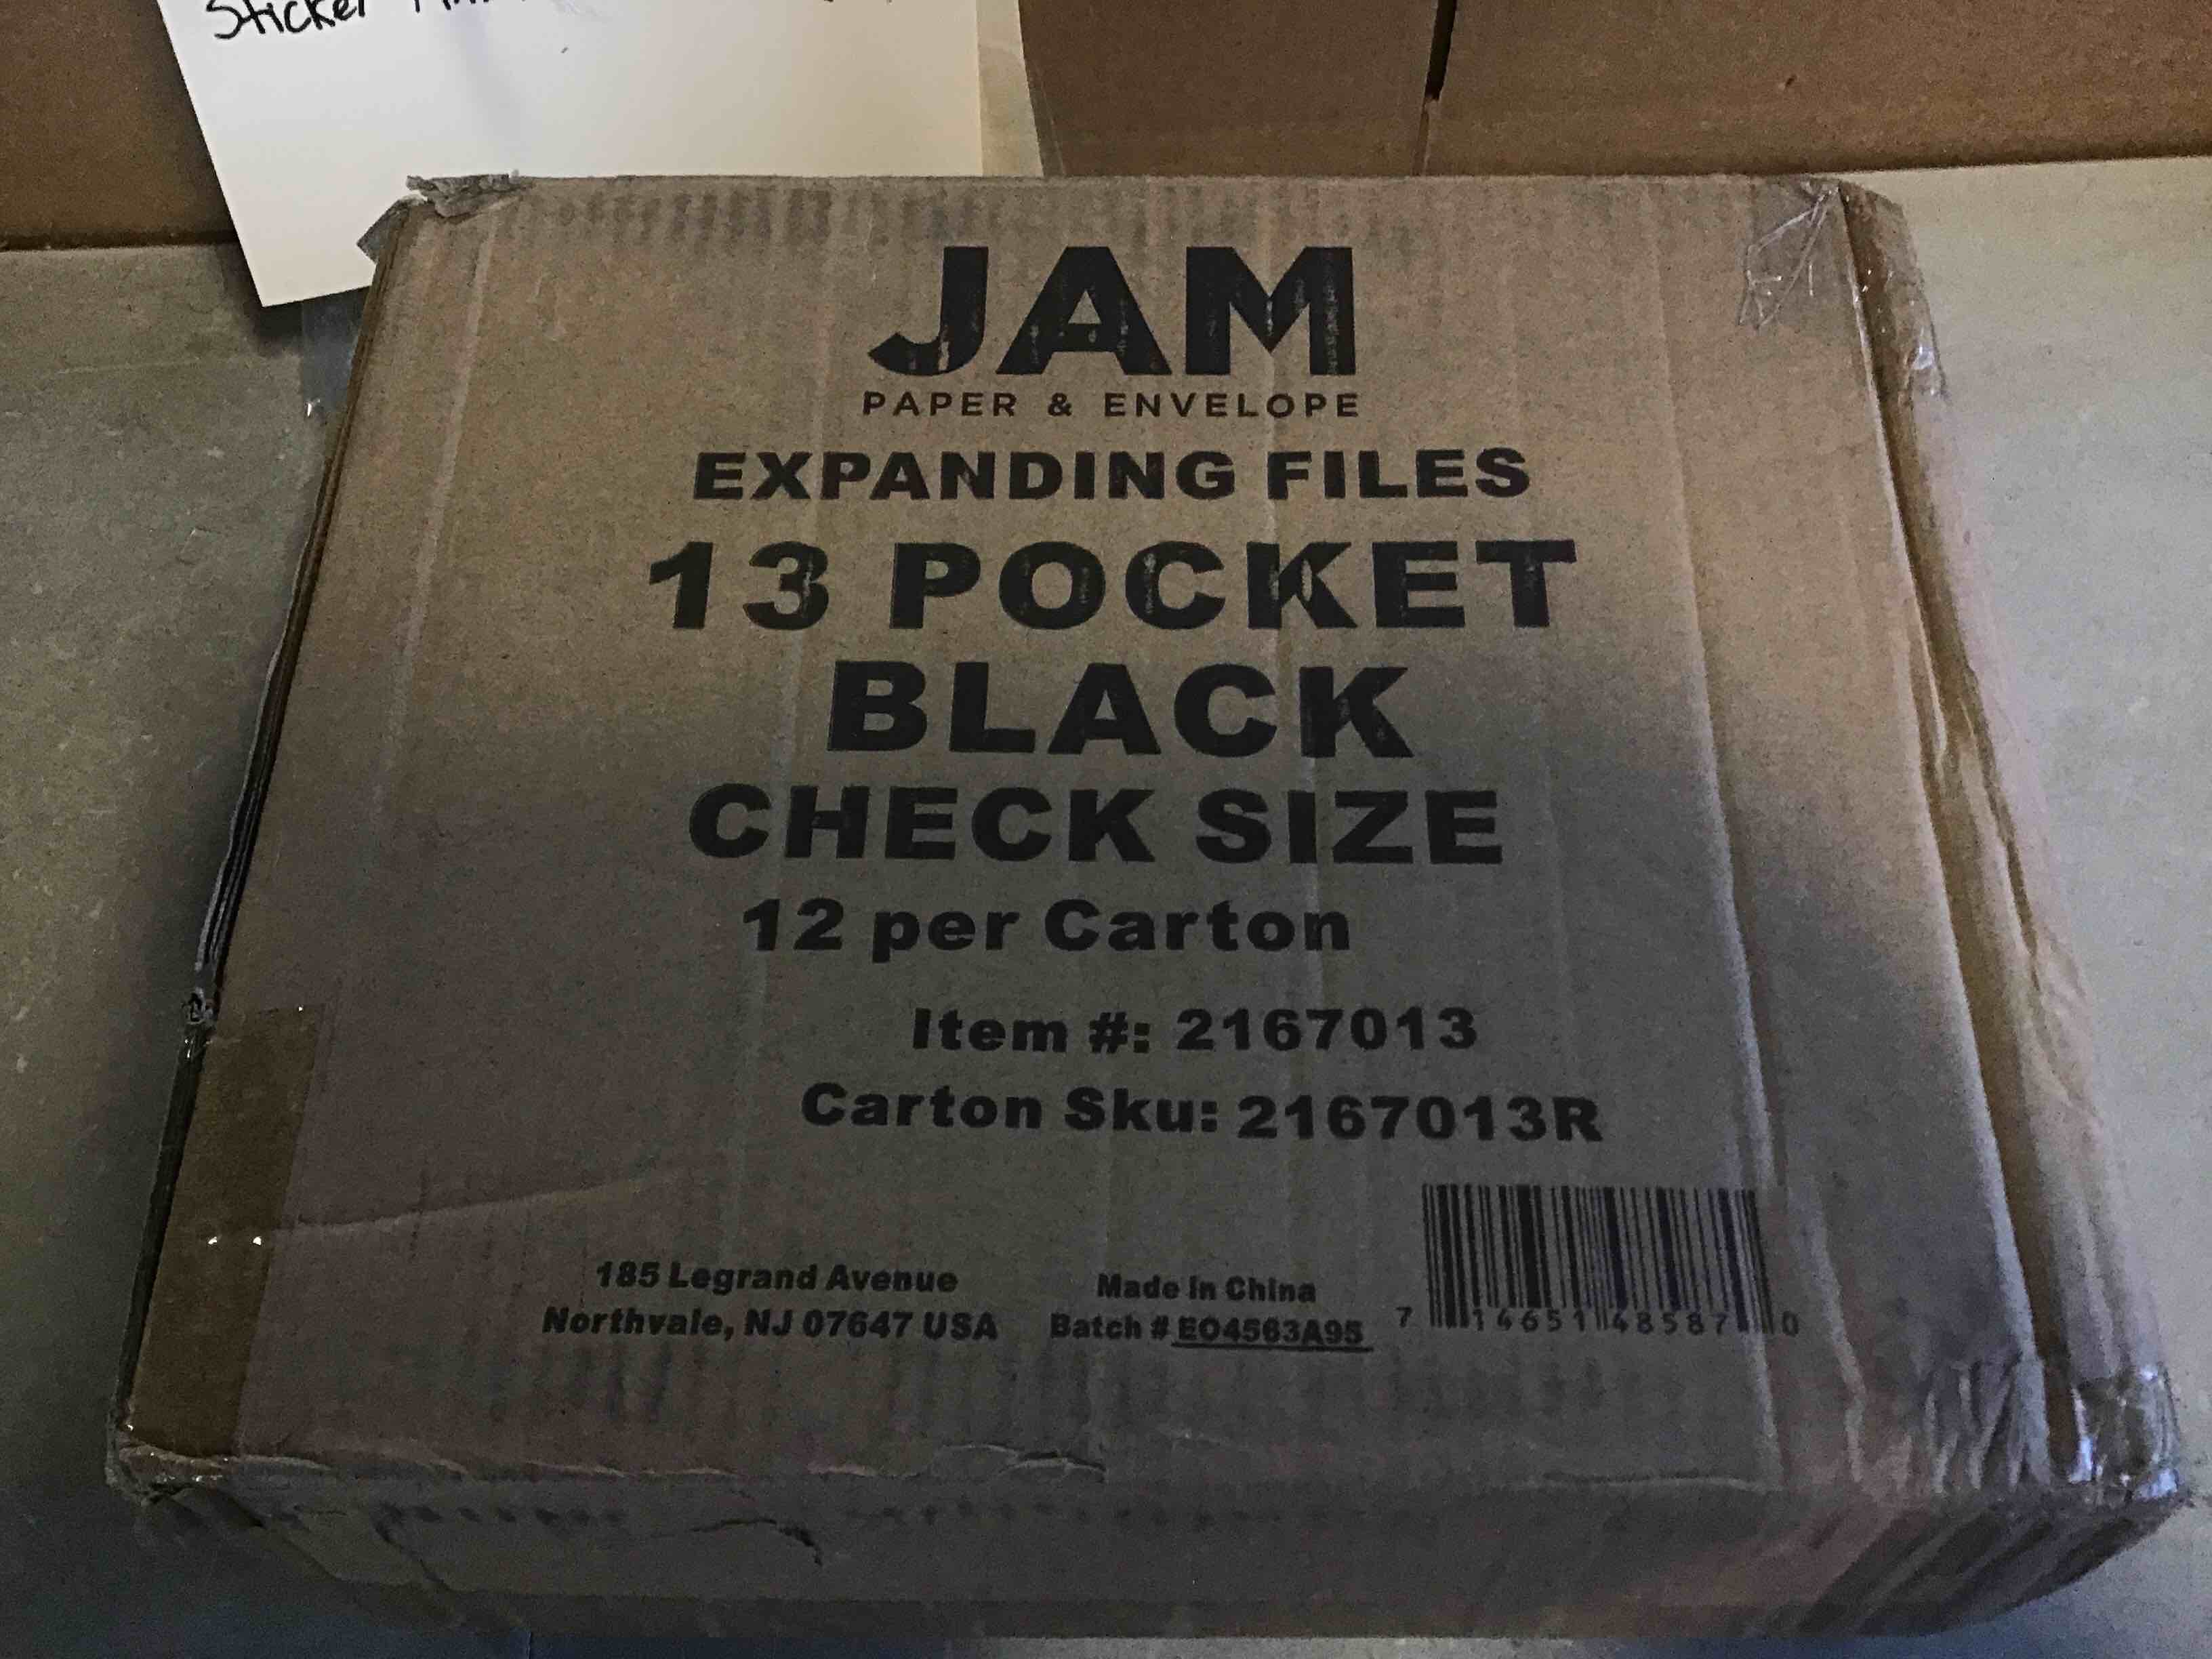 Sticker
JAM
PAPER & ENVELOPE
EXPANDING FILES
13 POCKET
BLACK
CHECK SIZE
12 per Carton
Item #: 2167013
Carton Sku: 2167013R
185 Legrand Avenue
Northvale, NJ 07647 USA
Made in China
Batch # EO4563A95
7 14651 48587 0